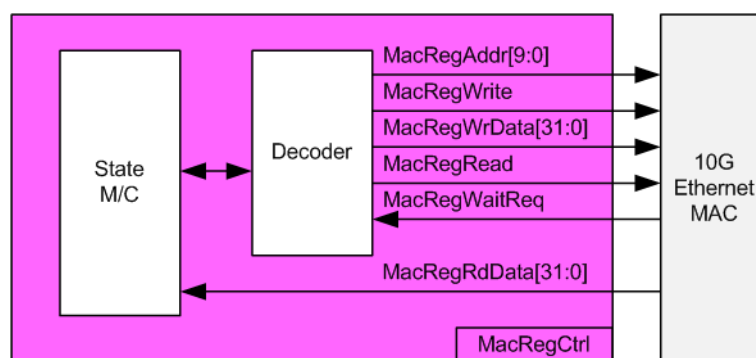 State
M/C
Decoder
MacRegAddr[9:0]
MacRegWrite
MacRegWrData[31:0]
MacRegRead
MacRegWaitReq
MacRegRdData[31:0]
10G
Ethernet
MAC
MacRegCtrl